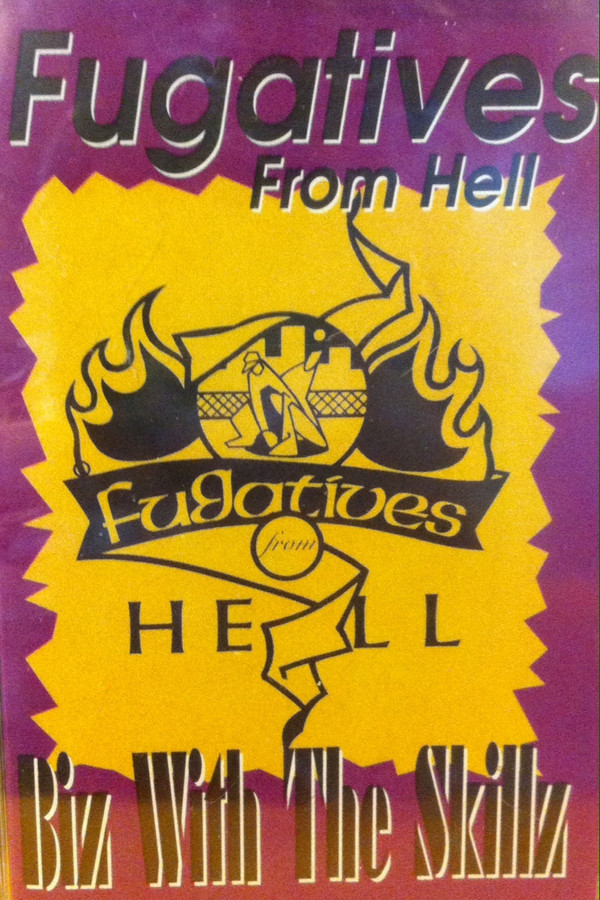 Fugatives
From Hell
fugatives
from
HELL
Biz With The Skillz